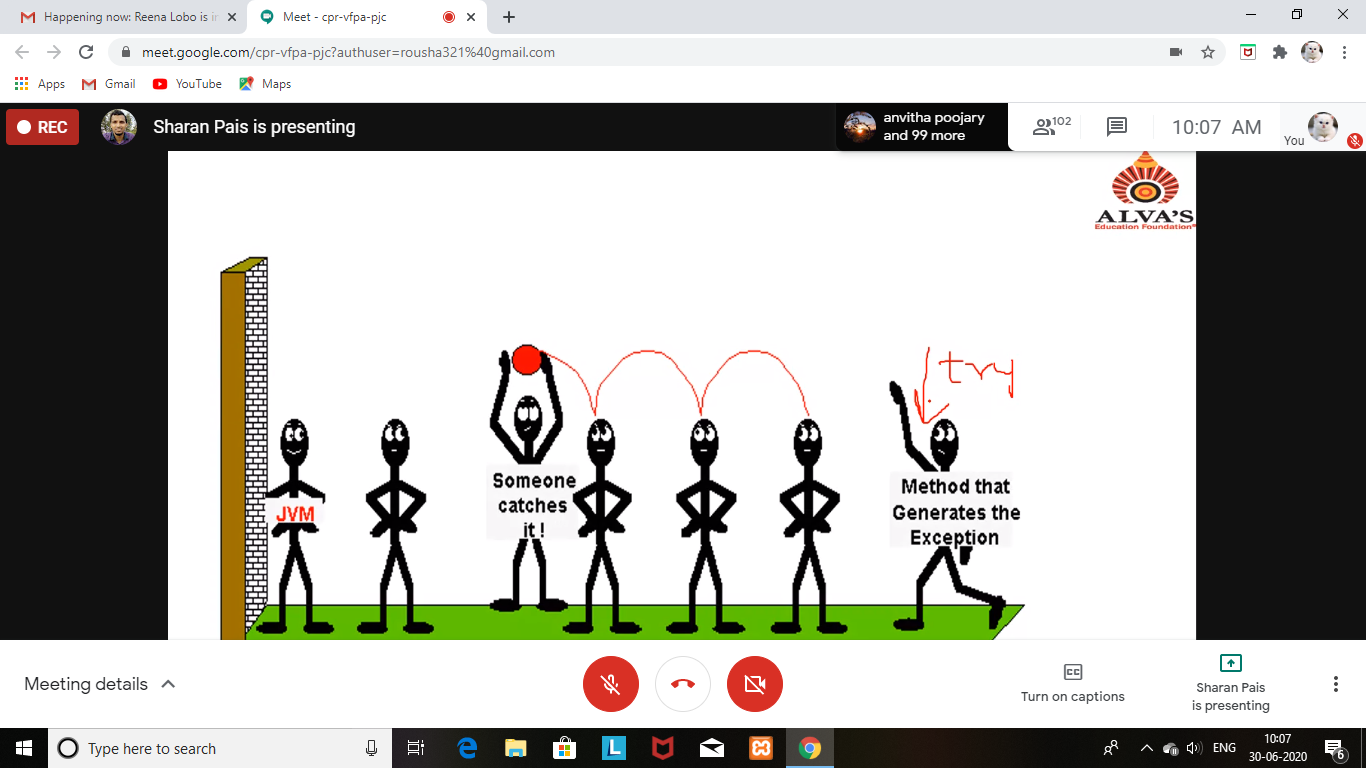 Happening now: Reena Lobo is in
Meet - cpr-vfpa-pjc
meet.google.com/cpr-vfpa-pjc?authuser=rousha321%40gmail.com
Apps
Gmail
YouTube
Maps
REC
Sharan Pais is presenting
anvitha poojary
and 99 more
102
10:07 AM
You
ALVA'S
Education Foundation®
try
JVM
Someone
catches
it !
Method that
Generates the
Exception
Meeting details
Turn on captions
Sharan Pais
is presenting
Type here to search
ENG
10:07
30-06-2020
6